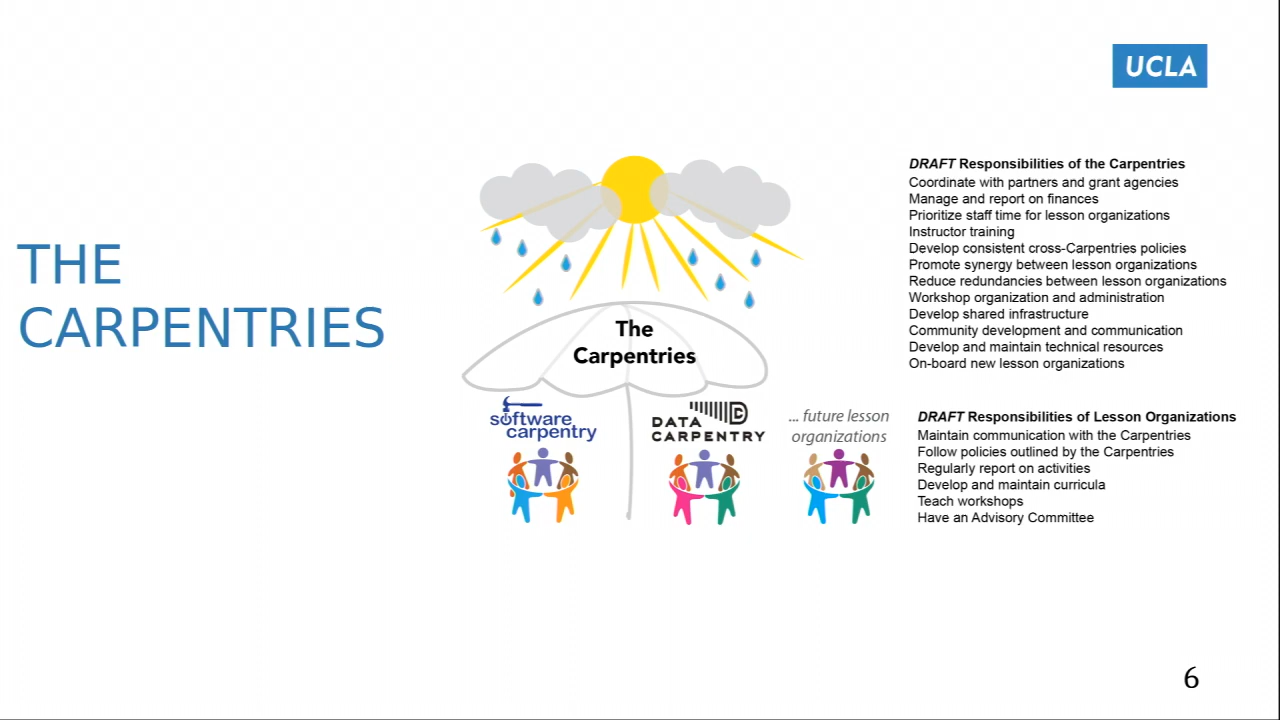 UCLA
THE
CARPENTRIES
The
Carpentries
software
carpentry
DATA
CARPENTRY
... future lesson
organizations
DRAFT Responsibilities of the Carpentries
Coordinate with partners and grant agencies
Manage and report on finances
Prioritize staff time for lesson organizations
Instructor training
Develop consistent cross-Carpentries policies
Promote synergy between lesson organizations
Reduce redundancies between lesson organizations
Workshop organization and administration
Develop shared infrastructure
Community development and communication
Develop and maintain technical resources
On-board new lesson organizations
DRAFT Responsibilities of Lesson Organizations
Maintain communication with the Carpentries
Follow policies outlined by the Carpentries
Regularly report on activities
Develop and maintain curricula
Teach workshops
Have an Advisory Committee
6